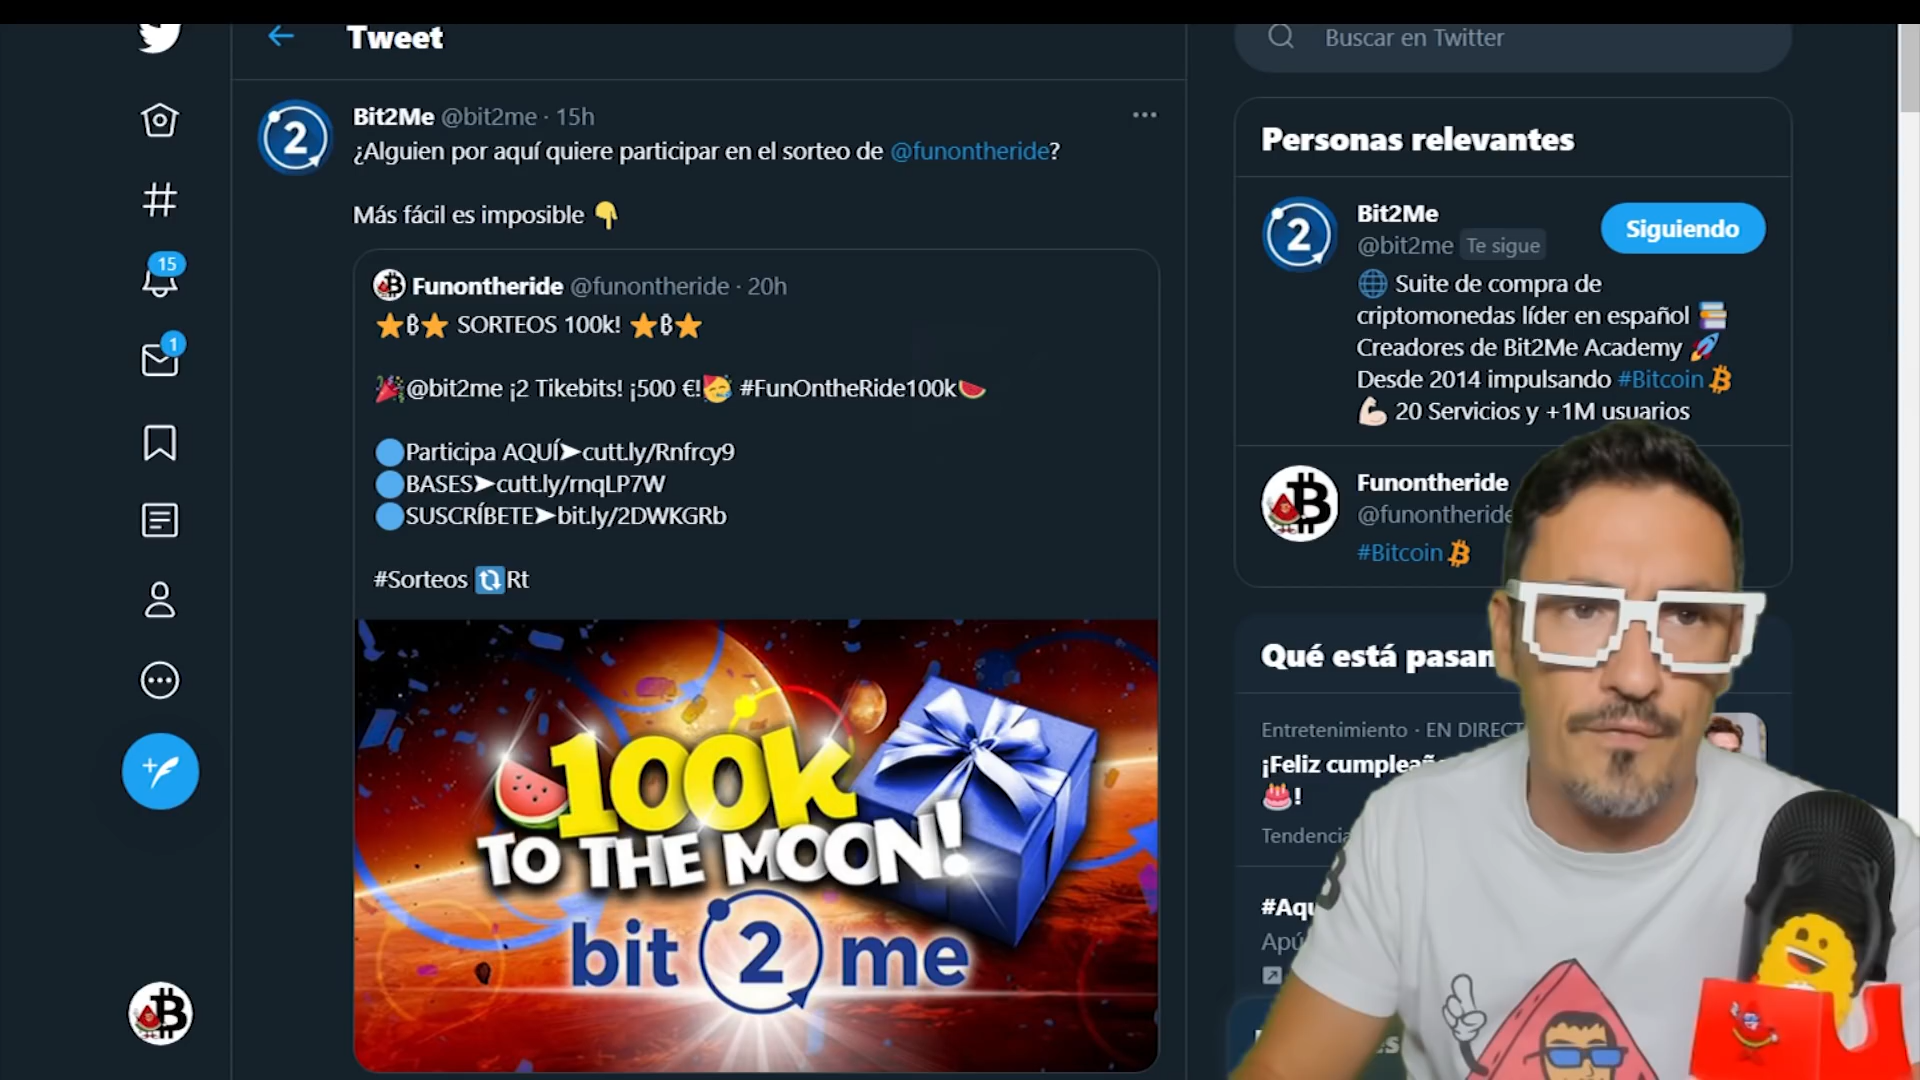 Tweet
Buscar en Twitter
Bit2Me @bit2me · 15h
¿Alguien por aquí quiere participar en el sorteo de @funontheride?
Más fácil es imposible 👇
Funontheride @funontheride · 20h
⭐₿⭐ SORTEOS 100k! ⭐₿⭐
🎉@bit2me ¡2 Tikebits! ¡500 €!🥳 #FunOntheRide100k🍉
🔵Participa AQUÍ➤cutt.ly/Rnfrcy9
🔵BASES➤cutt.ly/rnqLP7W
🔵SUSCRÍBETE➤bit.ly/2DWKGRb
#Sorteos 🔃Rt
100k
TO THE MOON!
bit 2 me
15
1
Personas relevantes
Bit2Me
@bit2me Te sigue
Siguiendo
🌐 Suite de compra de
criptomonedas líder en español 📚
Creadores de Bit2Me Academy 🚀
Desde 2014 impulsando #Bitcoin
💪🏻 20 Servicios y +1M usuarios
Funontheride
@funontheride
#Bitcoin
Qué está pasan
Entretenimiento · EN DIRECT
¡Feliz cumpleañ
🎂!
Tendencia
#Aqu
Apú